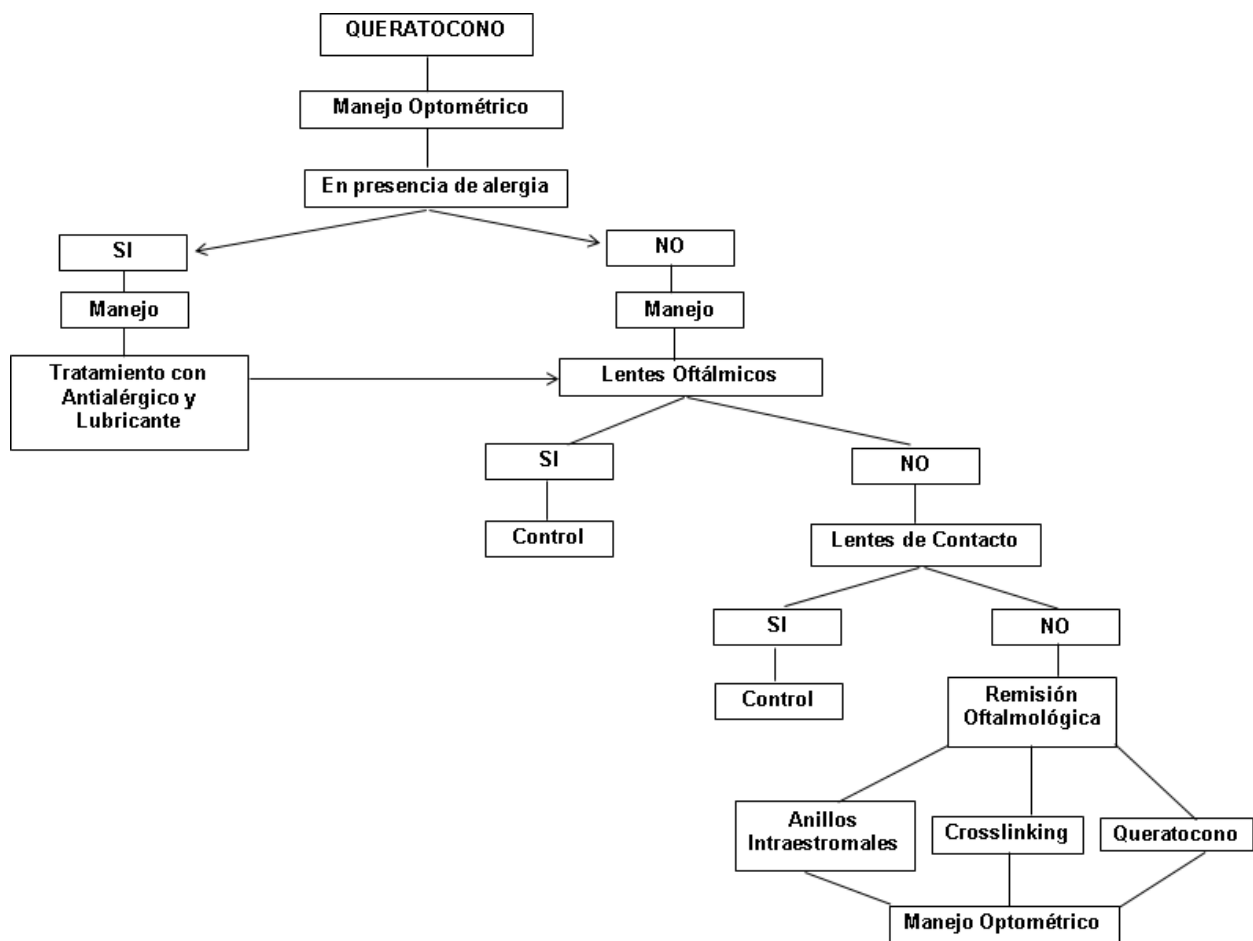 QUERATOCONO
Manejo Optométrico
En presencia de alergia
SI
NO
Manejo
Manejo
Tratamiento con
Antialérgico y
Lubricante
Lentes Oftálmicos
SI
NO
Control
Lentes de Contacto
SI
NO
Control
Remisión
Oftalmológica
Anillos
Intraestromales
Crosslinking
Queratocono
Manejo Optométrico